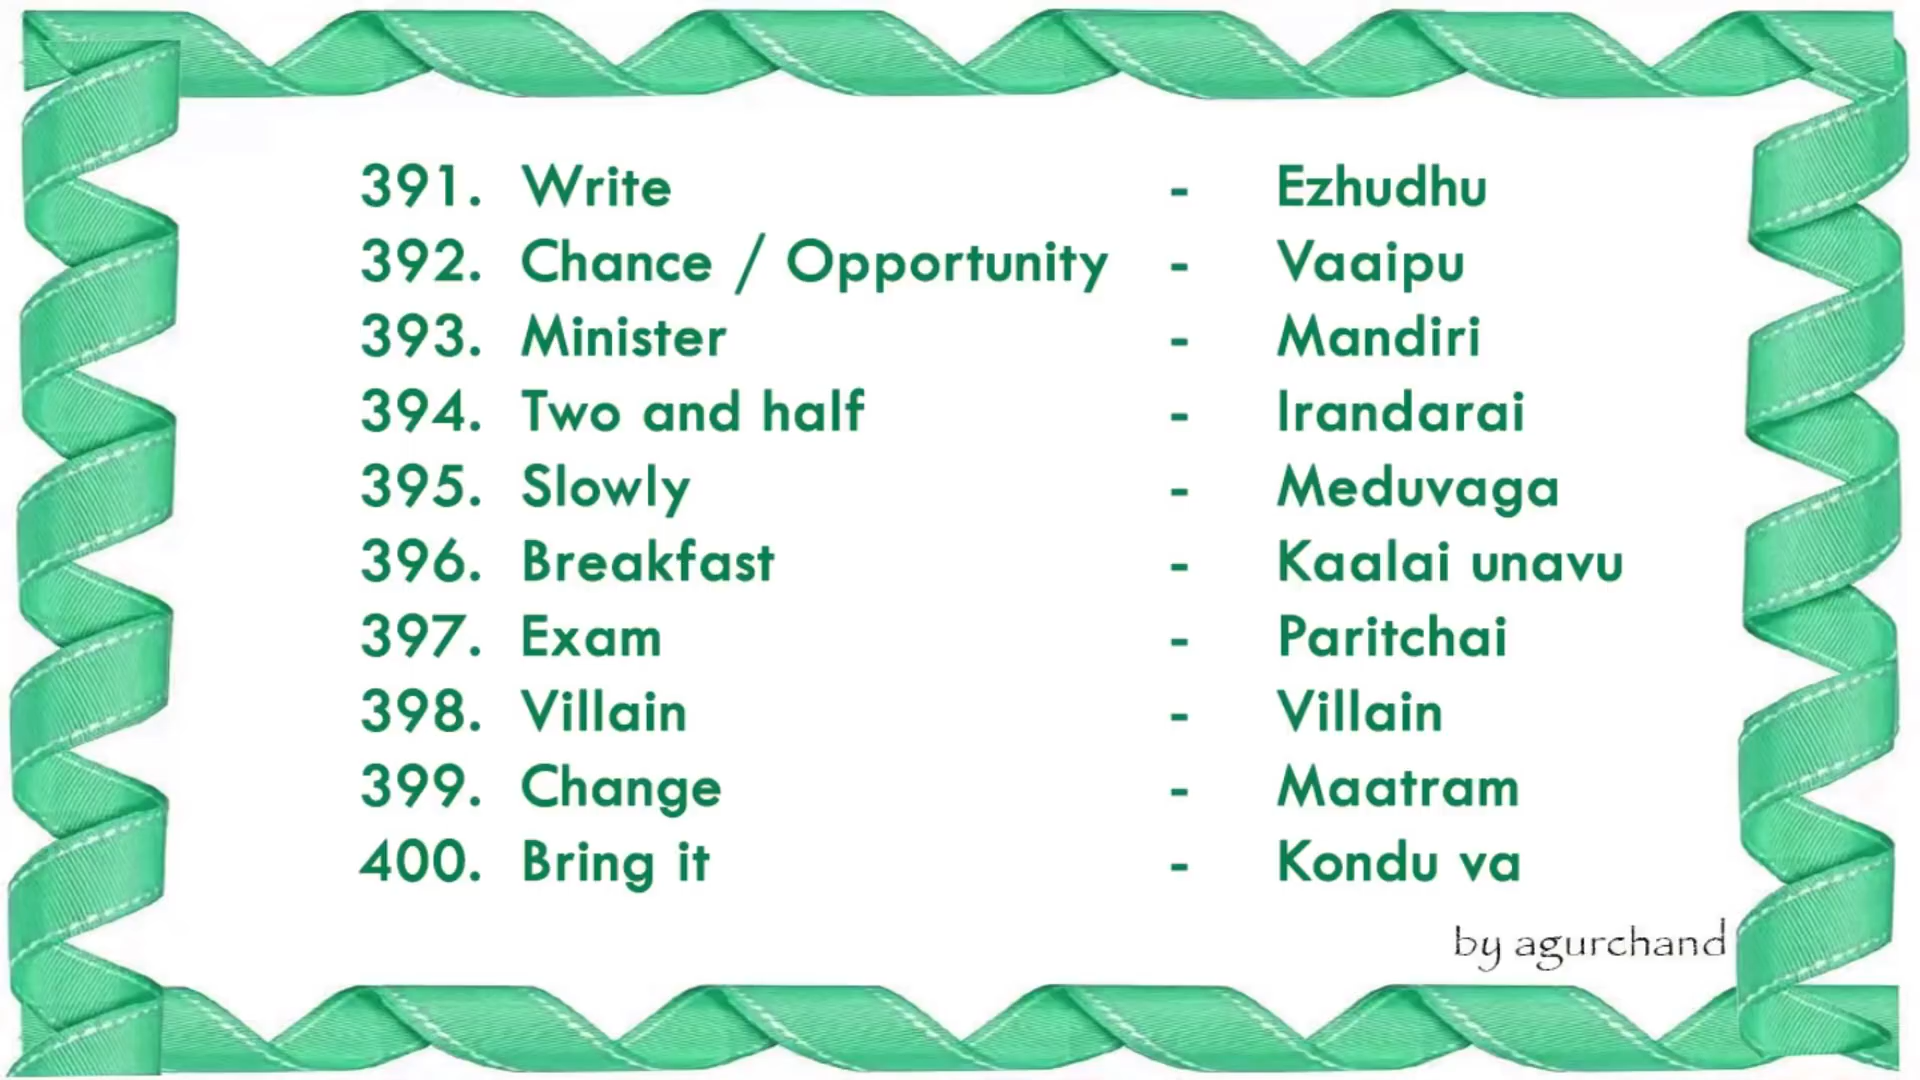 391. Write - Ezhudhu
392. Chance / Opportunity - Vaaipu
393. Minister - Mandiri
394. Two and half - Irandarai
395. Slowly - Meduvaga
396. Breakfast - Kaalai unavu
397. Exam - Paritchai
398. Villain - Villain
399. Change - Maatram
400. Bring it - Kondu va
by agurchand